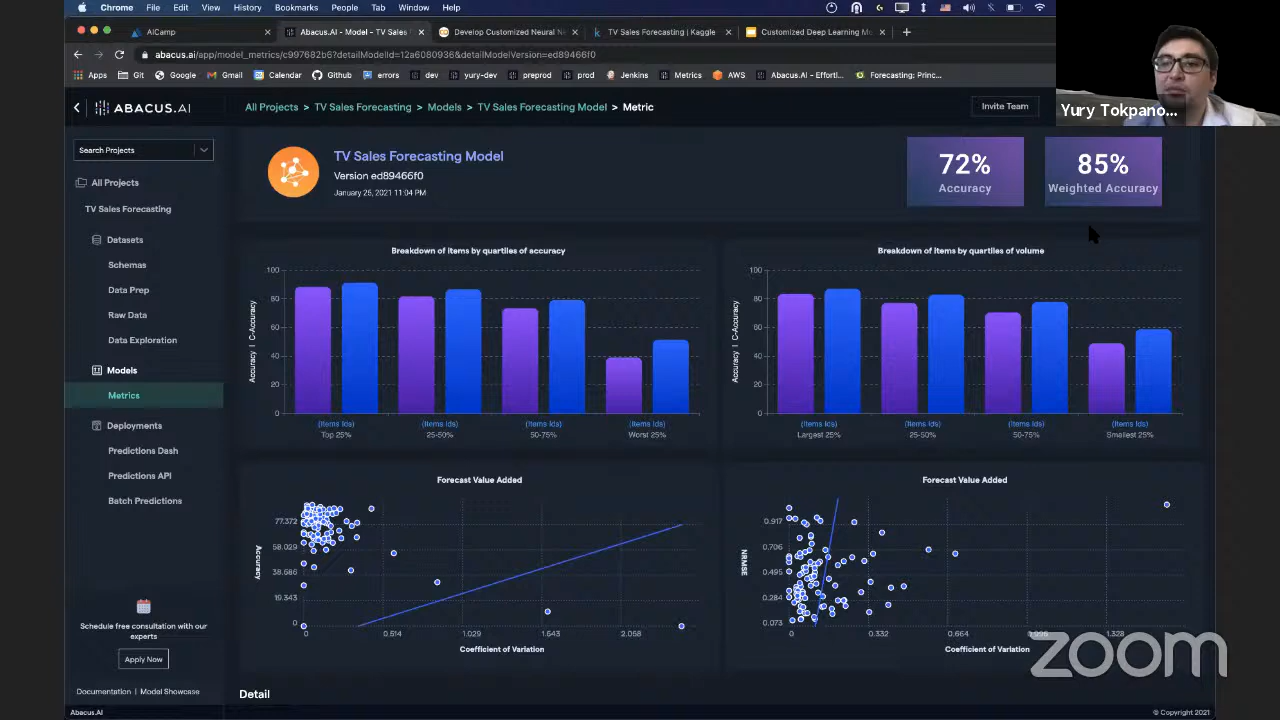 Chrome File Edit View History Bookmarks People Tab Window Help
AICamp
Abacus.AI - Model - TV Sales
Develop Customized Neural N
TV Sales Forecasting | Kaggle
Customized Deep Learning M
abacus.ai/app/model_metrics/c997682b6?detailModelId=12a6080936&detailModelVersion=ed89466f0
Apps Git Google Gmail Calendar Github errors dev yury-dev preprod prod Jenkins Metrics AWS Abacus.AI - Effortl... Forecasting: Princ...
Yury Tokpano...
ABACUS.AI
All Projects > TV Sales Forecasting > Models > TV Sales Forecasting Model > Metric
Invite Team
Search Projects
All Projects
TV Sales Forecasting
Datasets
Schemas
Data Prep
Raw Data
Data Exploration
Models
Metrics
Deployments
Predictions Dash
Predictions API
Batch Predictions
Schedule free consultation with our
experts
Apply Now
Documentation | Model Showcase
TV Sales Forecasting Model
Version ed89466f0
January 25, 2021 11:04 PM
72%
Accuracy
85%
Weighted Accuracy
Breakdown of items by quartiles of accuracy
Accuracy | C-Accuracy
100
80
60
40
20
0
(Items Ids) (Items Ids) (Items Ids) (Items Ids)
Top 25% 25-50% 50-75% Worst 25%
Breakdown of items by quartiles of volume
Accuracy | C-Accuracy
100
80
60
40
20
0
(Items Ids) (Items Ids) (Items Ids) (Items Ids)
Largest 25% 25-50% 50-75% Smallest 25%
Forecast Value Added
Accuracy
77.372
58.029
38.686
19.343
0
0 0.514 1.029 1.543 2.058
Coefficient of Variation
Forecast Value Added
NRMSE
0.917
0.706
0.495
0.284
0.073
0 0.332 0.664 0.996 1.328
Coefficient of Variation
zoom
Detail
Abacus.AI
© Copyright 2021